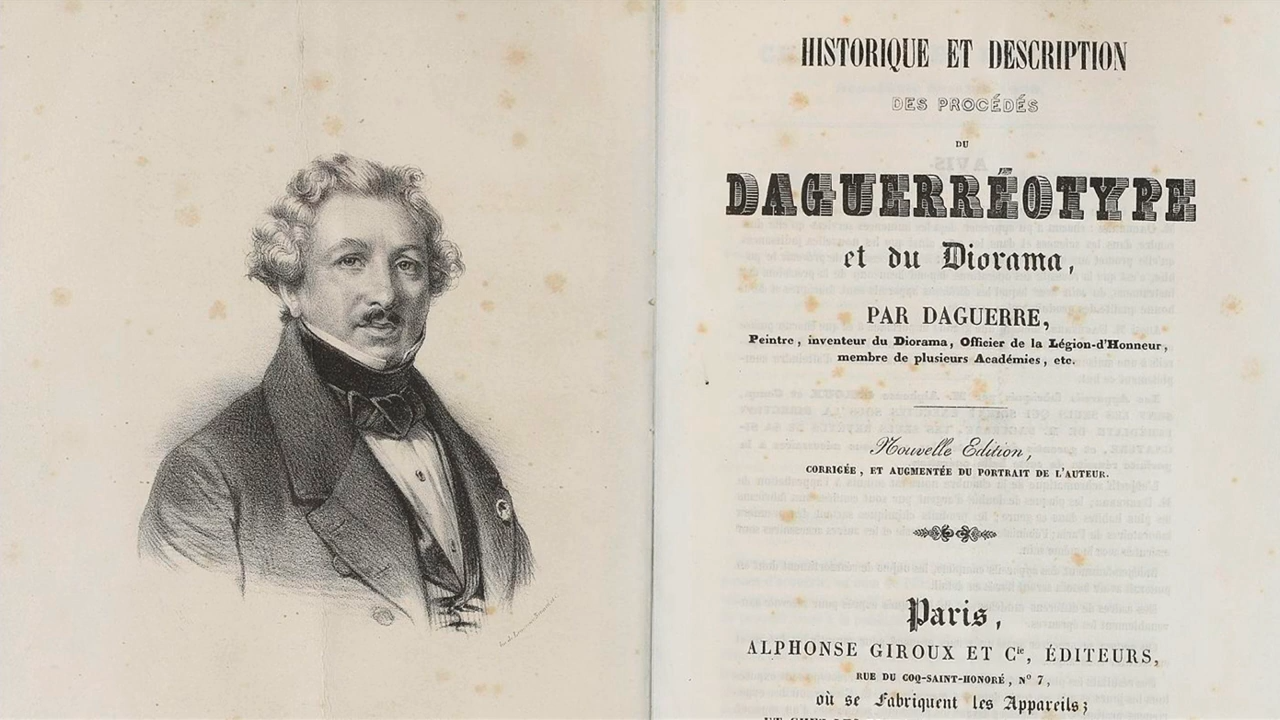 HISTORIQUE ET DESCRIPTION
DES PROCÉDÉS
DU
DAGUERRÉOTYPE
et du Diorama,
PAR DAGUERRE,
Peintre, inventeur du Diorama, Officier de la Légion-d'Honneur,
membre de plusieurs Académies, etc.
Nouvelle Edition,
CORRIGÉE, ET AUGMENTÉE DU PORTRAIT DE L'AUTEUR.
Paris,
ALPHONSE GIROUX ET Cie, ÉDITEURS,
RUE DU COQ-SAINT-HONORÉ, N° 7,
où se Fabriquent les Appareils;